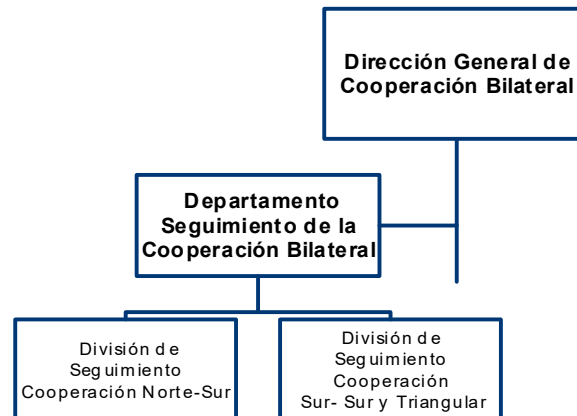 Dirección General de
Cooperación Bilateral
Departamento
Seguimiento de la
Cooperación Bilateral
División de
Seguimiento
Cooperación Norte-Sur
División de
Seguimiento
Cooperación
Sur- Sur y Triangular